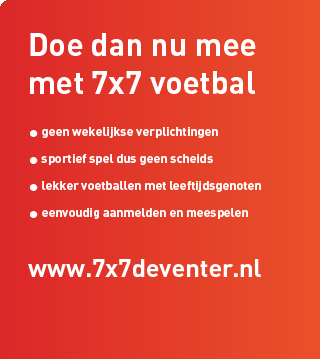 Doe dan nu mee
met 7x7 voetbal
• geen wekelijkse verplichtingen
• sportief spel dus geen scheids
• lekker voetballen met leeftijdsgenoten
• eenvoudig aanmelden en meespelen
www.7x7deventer.nl